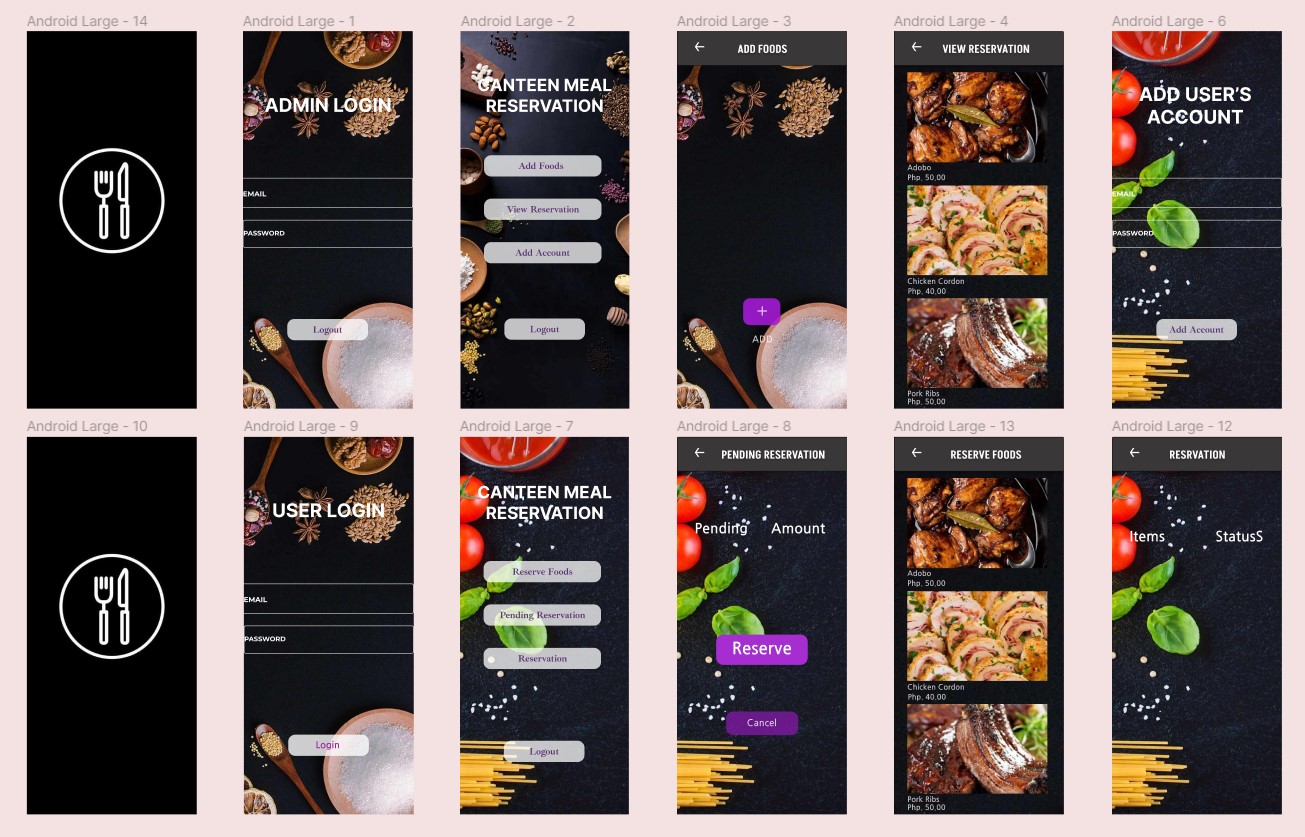 Android Large - 14
Android Large - 1
Android Large - 2
Android Large - 3
Android Large - 4
Android Large - 6
ADMIN LOGIN
EMAIL
PASSWORD
Logout
CANTEEN MEAL
RESERVATION
Add Foods
View Reservation
Add Account
Logout
ADD FOODS
+
ADD
VIEW RESERVATION
Adobo
Php. 50,00
Chicken Cordon
Php. 40,00
Pork Ribs
Php. 50,00
ADD USER'S
ACCOUNT
EMAIL
PASSWORD
Add Account
Android Large - 10
Android Large - 9
Android Large - 7
Android Large - 8
Android Large - 13
Android Large - 12
USER LOGIN
EMAIL
PASSWORD
Login
CANTEEN MEAL
RESERVATION
Reserve Foods
Pending Reservation
Reservation
Logout
PENDING RESERVATION
Pending Amount
Reserve
Cancel
RESERVE FOODS
Adobo
Php. 50,00
Chicken Cordon
Php. 40,00
Pork Ribs
Php. 50,00
RESRVATION
Items StatusS